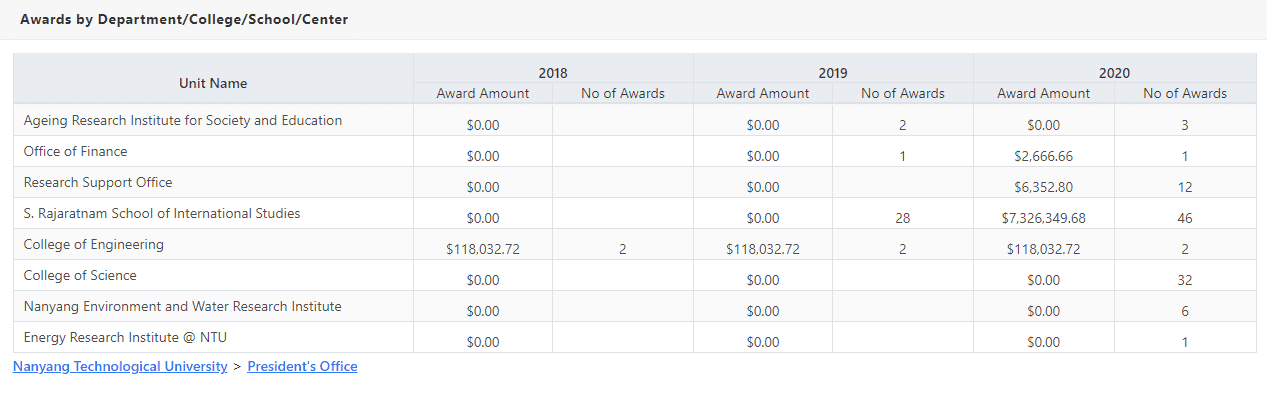 Awards by Department/College/School/Center
Unit Name 2018 2019 2020
Award Amount No of Awards Award Amount No of Awards Award Amount No of Awards
Ageing Research Institute for Society and Education $0.00 $0.00 2 $0.00 3
Office of Finance $0.00 $0.00 1 $2,666.66 1
Research Support Office $0.00 $0.00 $6,352.80 12
S. Rajaratnam School of International Studies $0.00 $0.00 28 $7,326,349.68 46
College of Engineering $118,032.72 2 $118,032.72 2 $118,032.72 2
College of Science $0.00 $0.00 $0.00 32
Nanyang Environment and Water Research Institute $0.00 $0.00 $0.00 6
Energy Research Institute @ NTU $0.00 $0.00 $0.00 1
Nanyang Technological University > President's Office